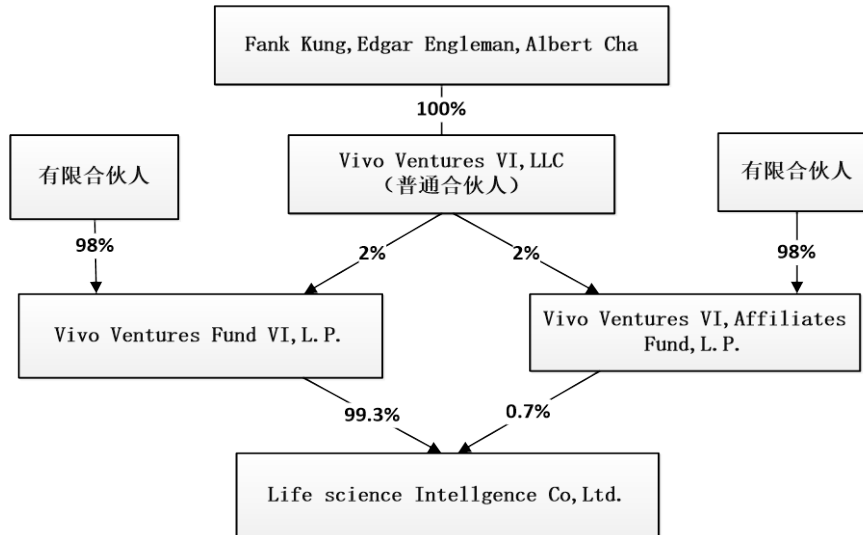 Fank Kung,Edgar Engleman,Albert Cha
100%
有限合伙人
Vivo Ventures VI,LLC
（普通合伙人）
有限合伙人
98%
2%
2%
98%
Vivo Ventures Fund VI,L.P.
Vivo Ventures VI,Affiliates
Fund,L.P.
99.3%
0.7%
Life science Intellgence Co,Ltd.